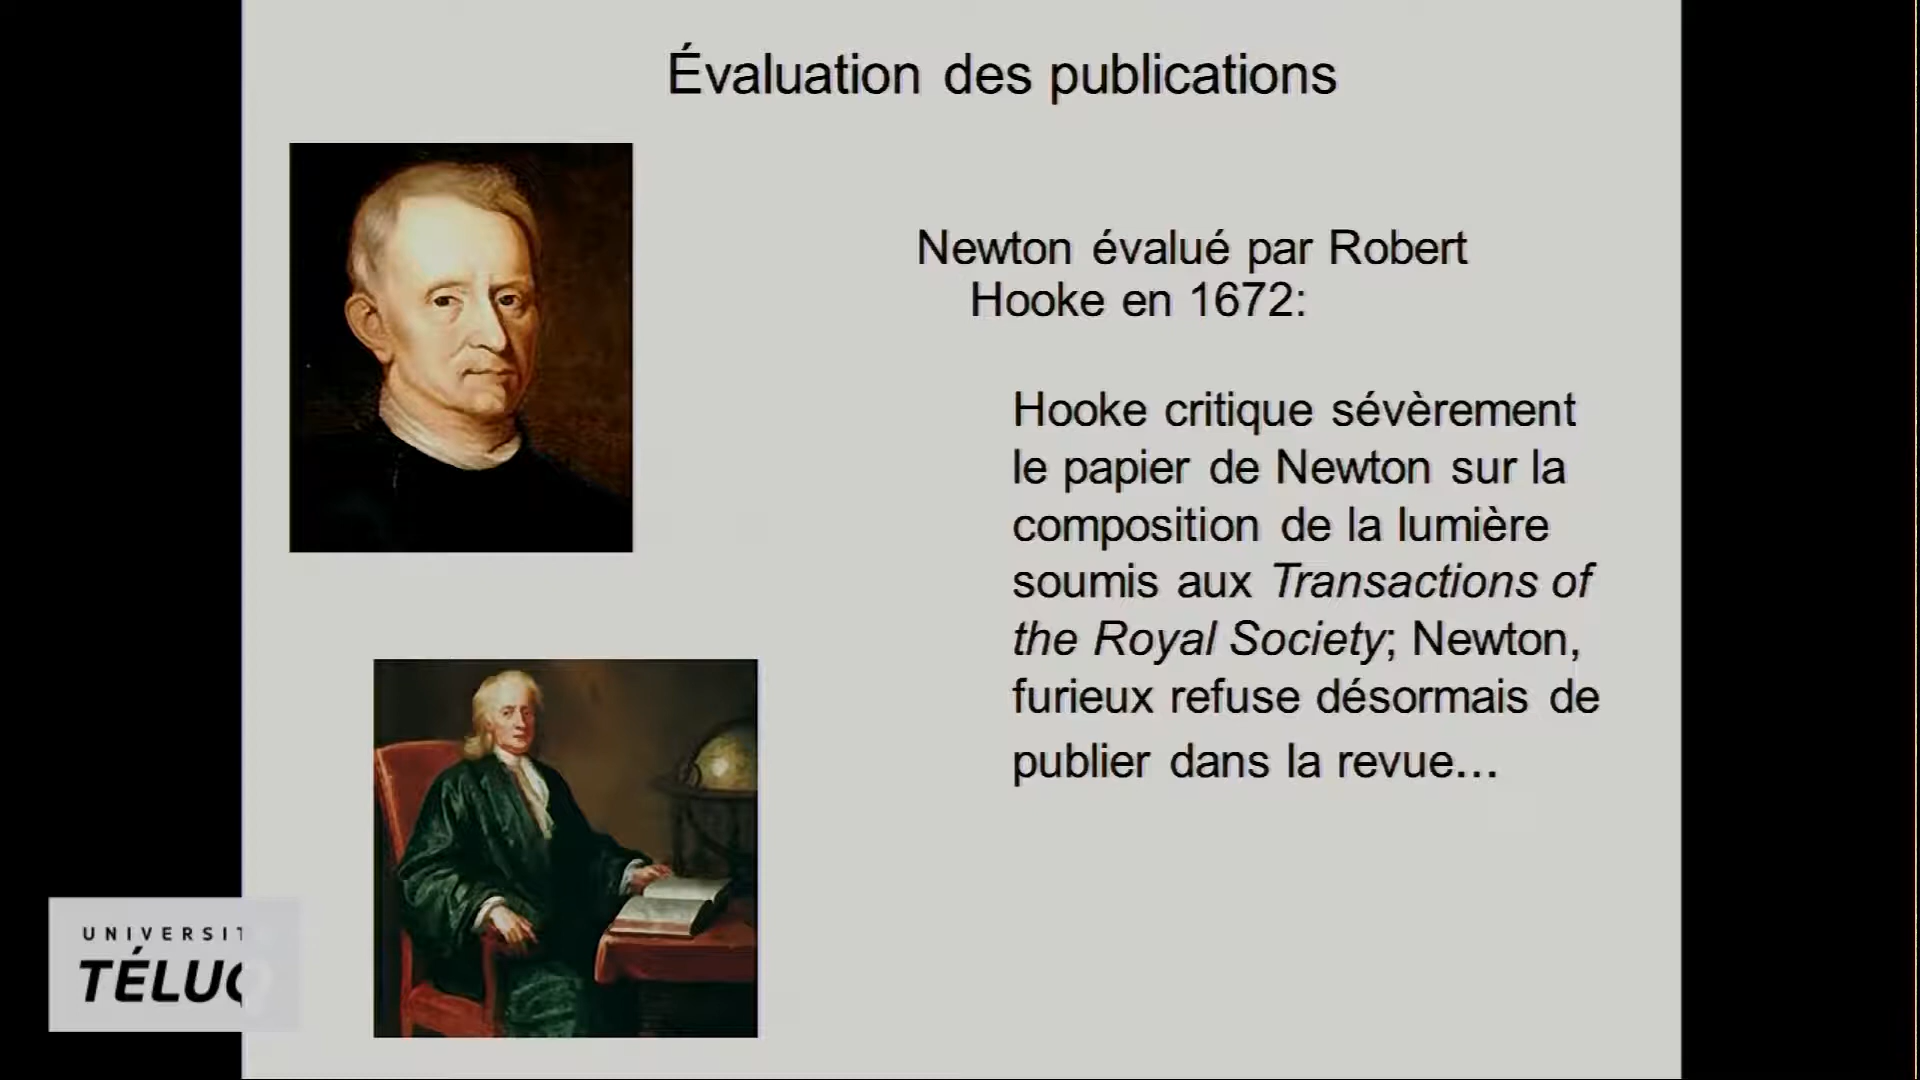 Évaluation des publications
Newton évalué par Robert
Hooke en 1672:
Hooke critique sévèrement
le papier de Newton sur la
composition de la lumière
soumis aux Transactions of
the Royal Society; Newton,
furieux refuse désormais de
publier dans la revue...
UNIVERSIT
TÉLUQ